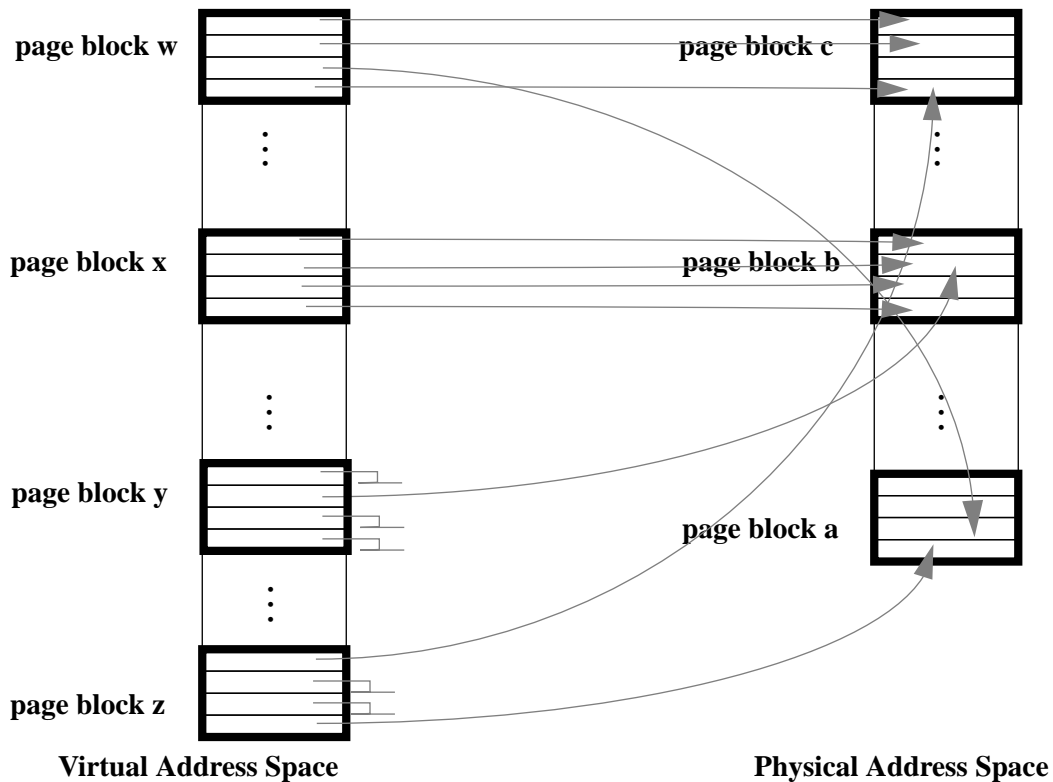 page block w
page block c
page block x
page block b
page block y
page block a
page block z
Virtual Address Space
Physical Address Space